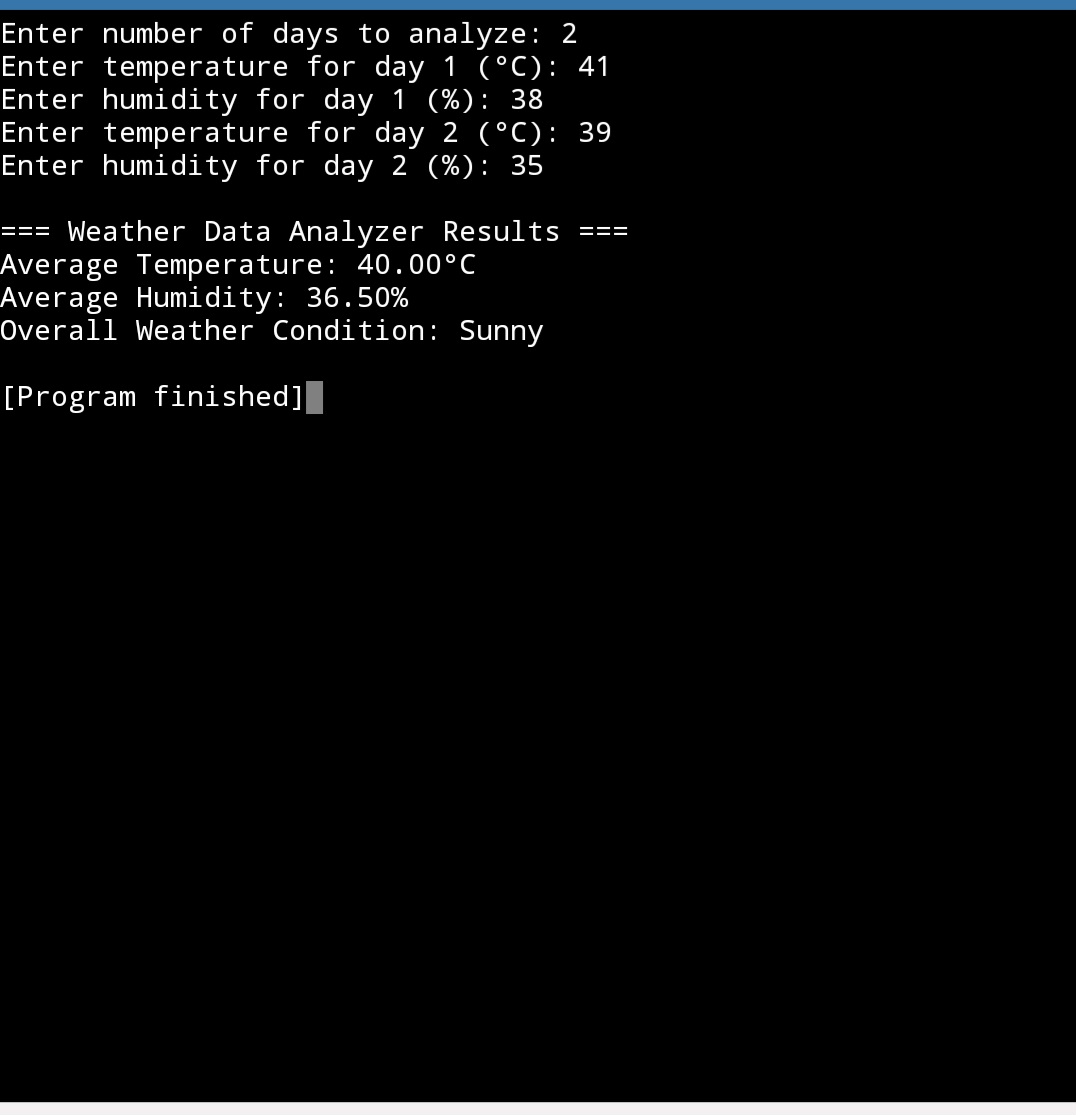 Enter number of days to analyze: 2
Enter temperature for day 1 (°C): 41
Enter humidity for day 1 (%): 38
Enter temperature for day 2 (°C): 39
Enter humidity for day 2 (%): 35
=== Weather Data Analyzer Results ===
Average Temperature: 40.00°C
Average Humidity: 36.50%
Overall Weather Condition: Sunny
[Program finished]